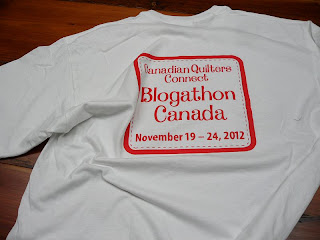 Canadian Quilters
Connect
Blogathon
Canada
November 19 – 24, 2012